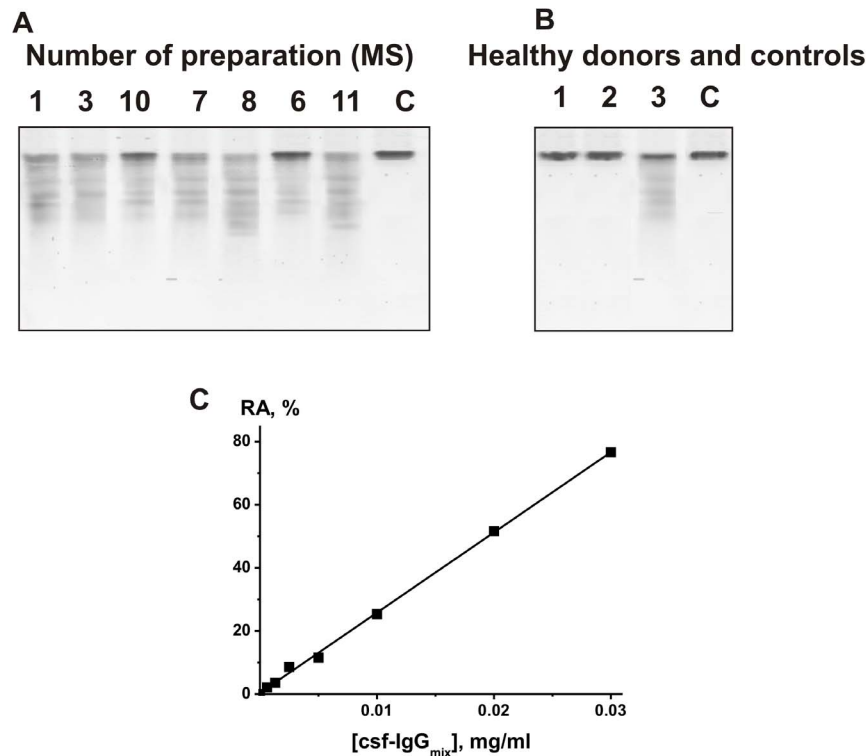 A
Number of preparation (MS)
1 3 10 7 8 6 11 C
B
Healthy donors and controls
1 2 3 C
C
RA, %
80
60
40
20
0
0.01 0.02 0.03
[csf-IgGmix], mg/ml